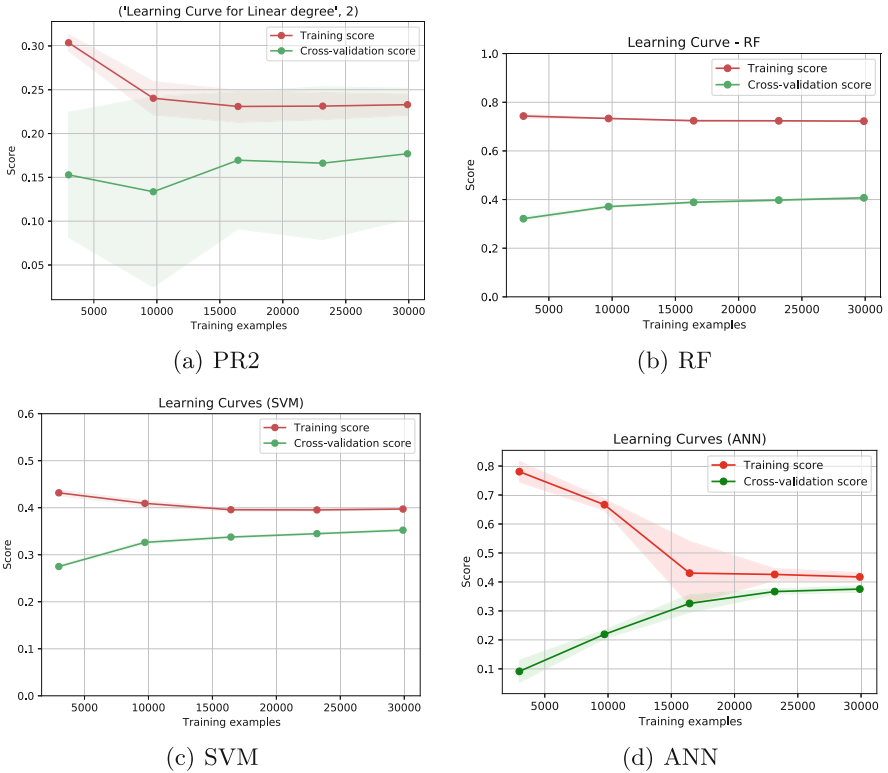 ('Learning Curve for Linear degree', 2)
Training score
Cross-validation score
0.30
0.25
0.20
0.15
0.10
0.05
Score
5000 10000 15000 20000 25000 30000
Training examples
(a) PR2
Learning Curve - RF
Training score
Cross-validation score
1.0
0.8
0.6
0.4
0.2
0.0
Score
5000 10000 15000 20000 25000 30000
Training examples
(b) RF
Learning Curves (SVM)
Training score
Cross-validation score
0.6
0.5
0.4
0.3
0.2
0.1
0.0
Score
5000 10000 15000 20000 25000 30000
Training examples
(c) SVM
Learning Curves (ANN)
Training score
Cross-validation score
0.8
0.7
0.6
0.5
0.4
0.3
0.2
0.1
Score
5000 10000 15000 20000 25000 30000
Training examples
(d) ANN